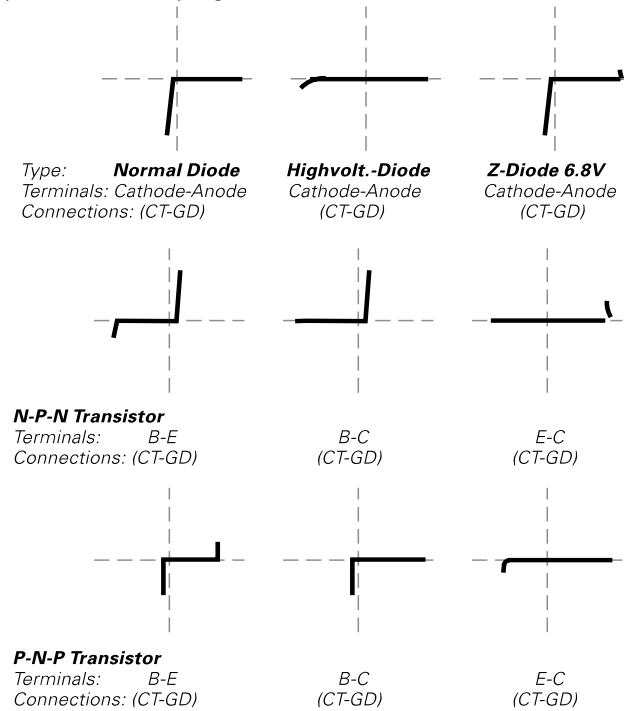 Type: Normal Diode Highvolt.-Diode Z-Diode 6.8V
Terminals: Cathode-Anode Cathode-Anode Cathode-Anode
Connections: (CT-GD) (CT-GD) (CT-GD)
N-P-N Transistor
Terminals: B-E B-C E-C
Connections: (CT-GD) (CT-GD) (CT-GD)
P-N-P Transistor
Terminals: B-E B-C E-C
Connections: (CT-GD) (CT-GD) (CT-GD)